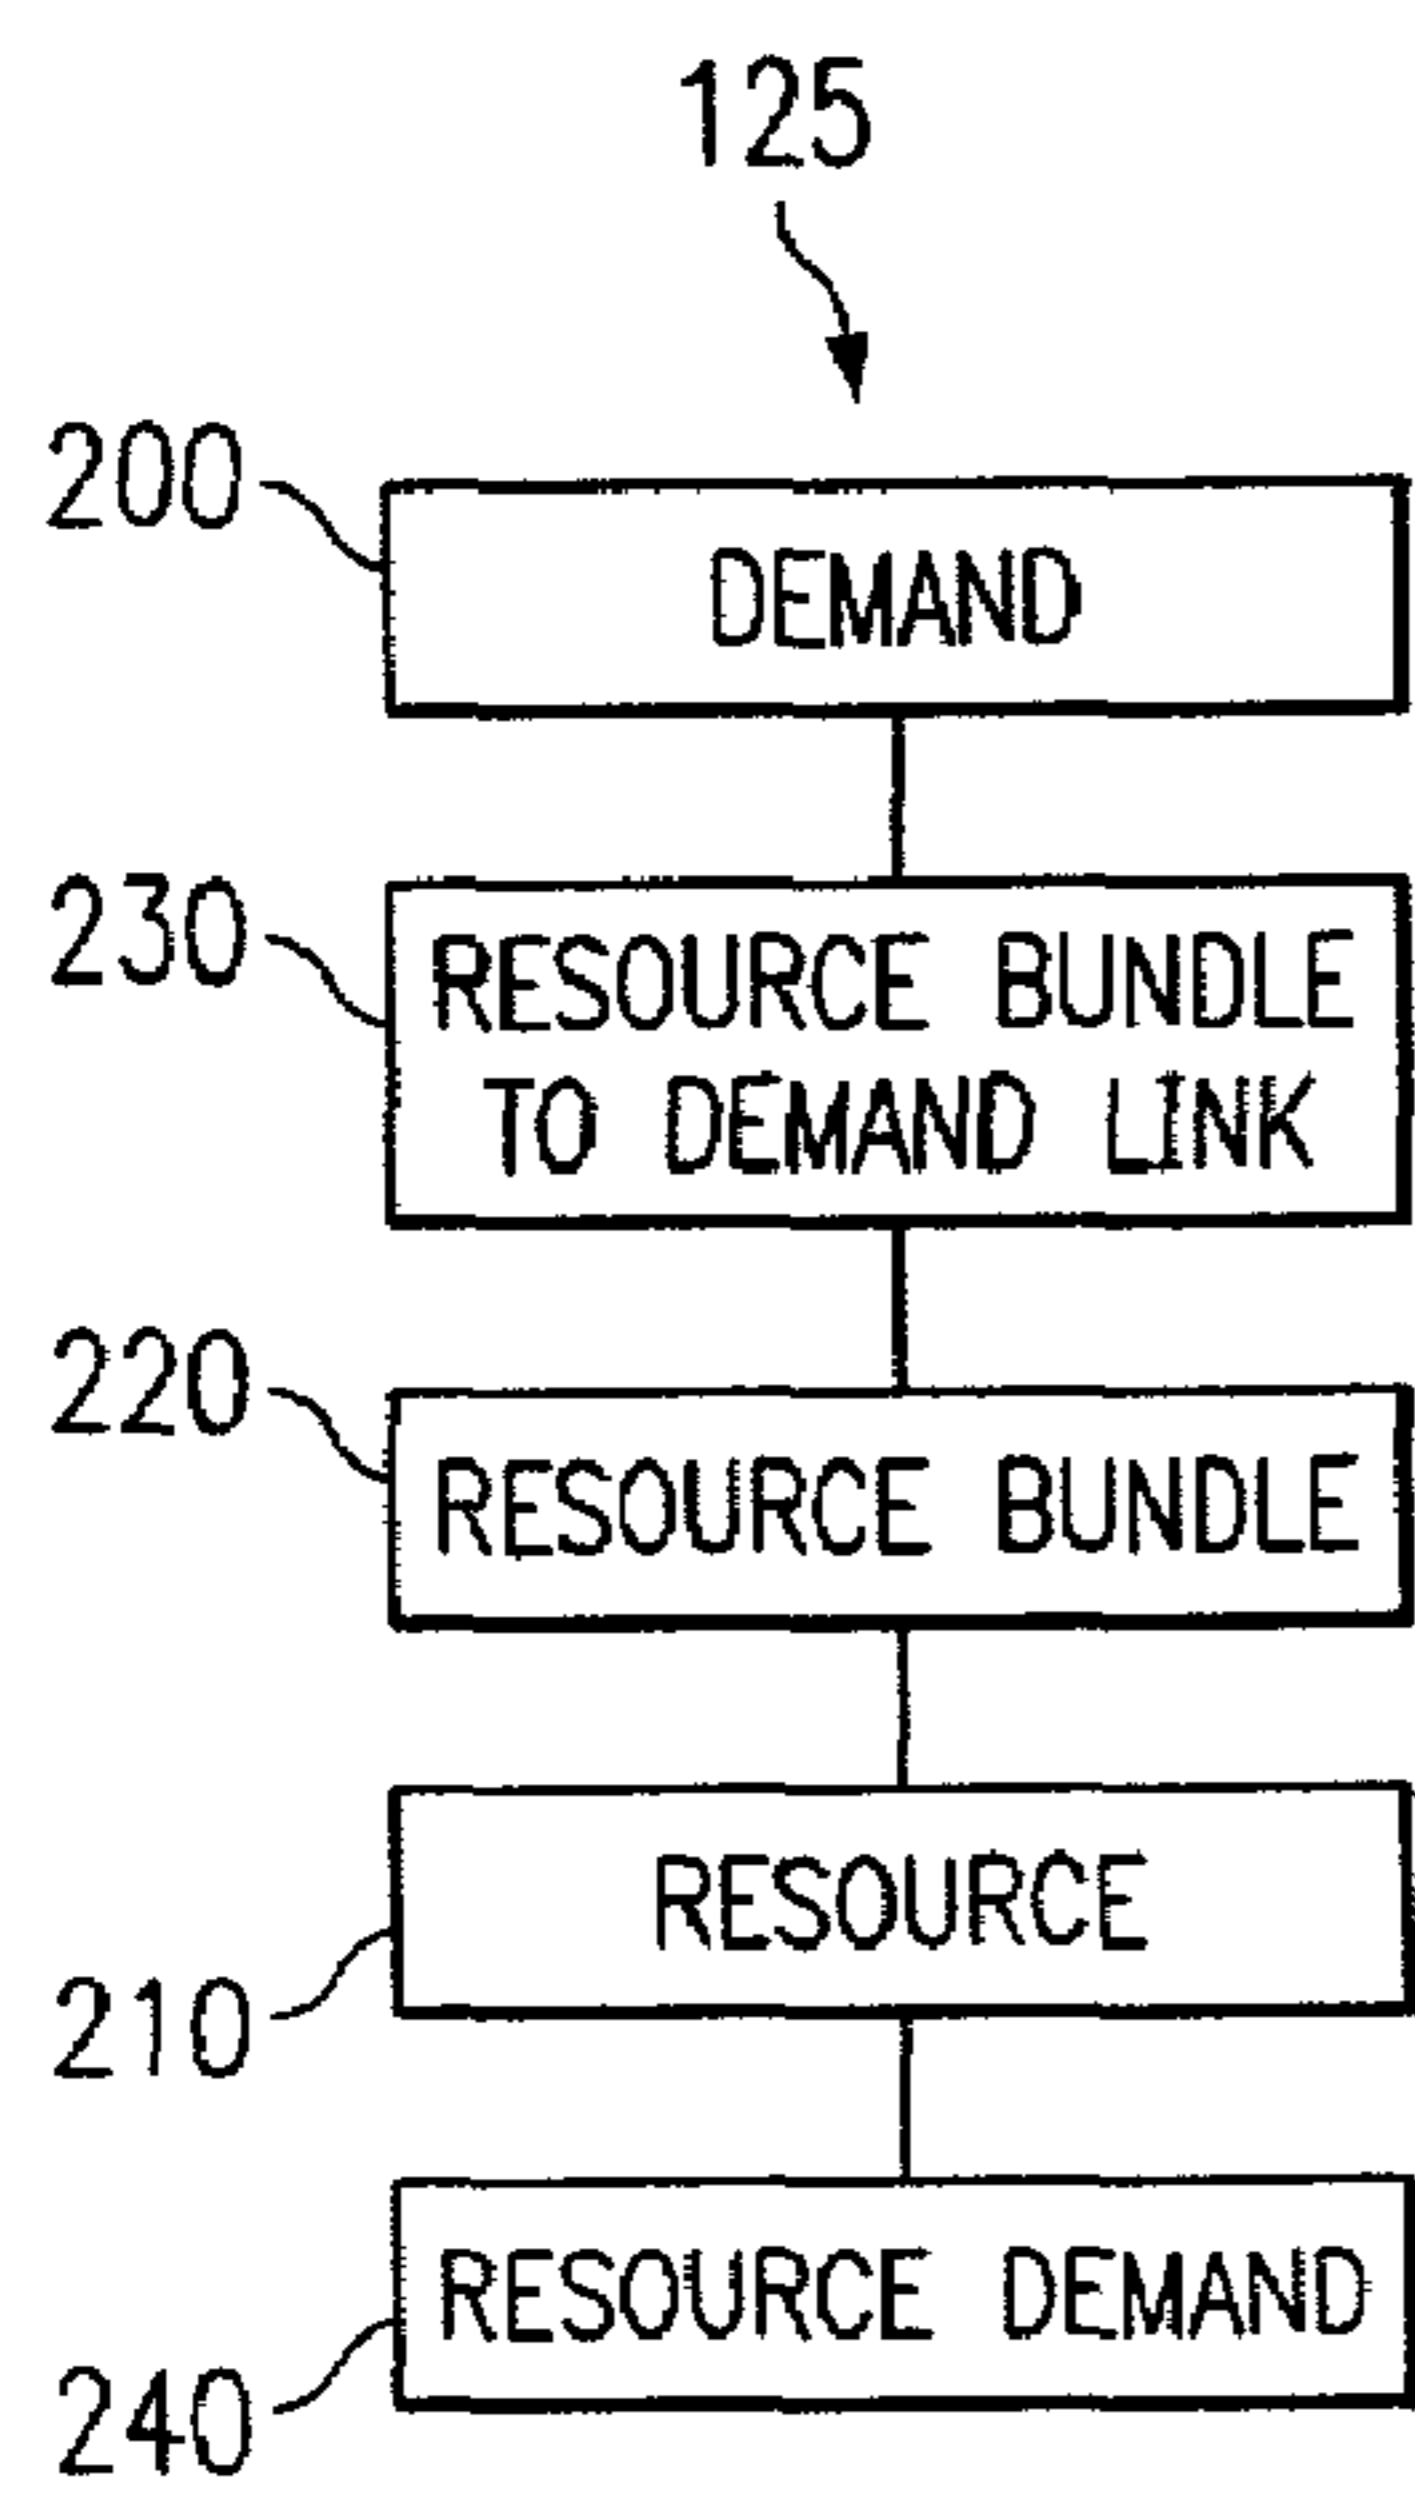 125
200
DEMAND
230
RESOURCE BUNDLE
TO DEMAND LINK
220
RESOURCE BUNDLE
RESOURCE
210
RESOURCE DEMAND
240